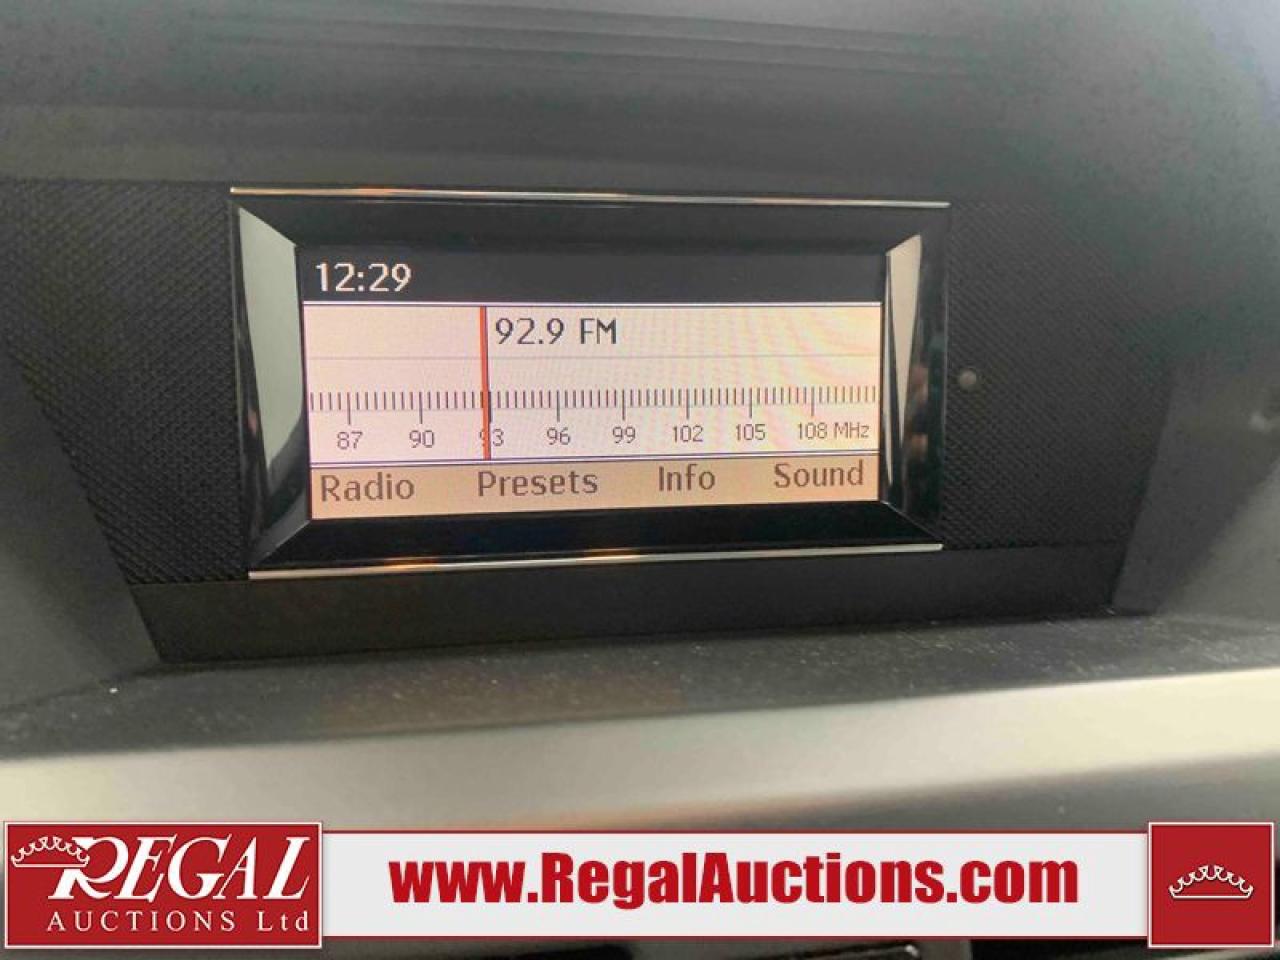 12:29
92.9 FM
87 90 93 96 99 102 105 108 MHz
Radio Presets Info Sound
REGAL
AUCTIONS Ltd
www.RegalAuctions.com